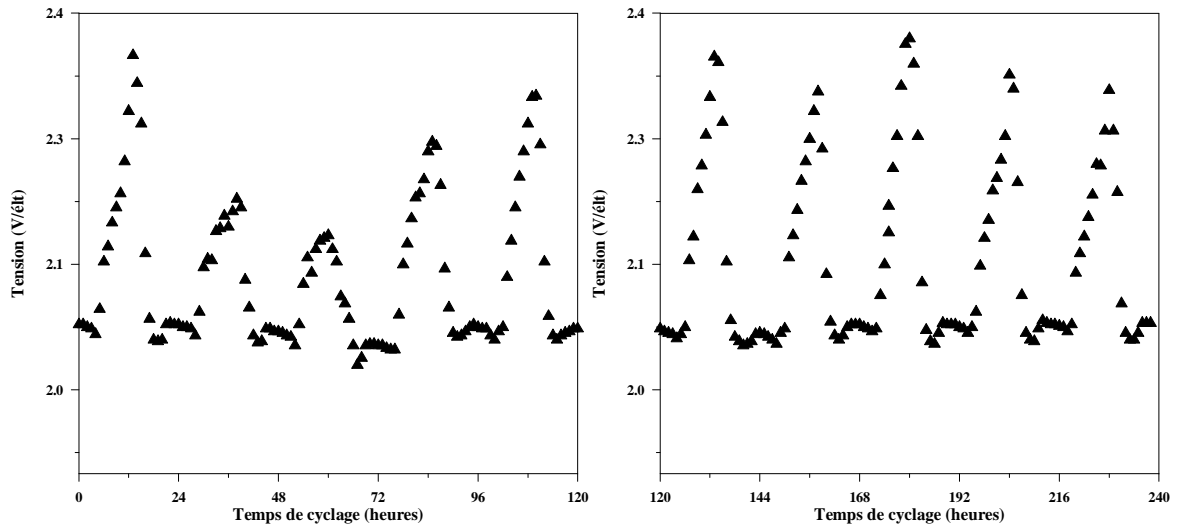 2.4
2.3
2.1
2.0
Tension (V/élt)
0 24 48 72 96 120
Temps de cyclage (heures)
2.4
2.3
2.1
2.0
Tension (V/élt)
120 144 168 192 216 240
Temps de cyclage (heures)